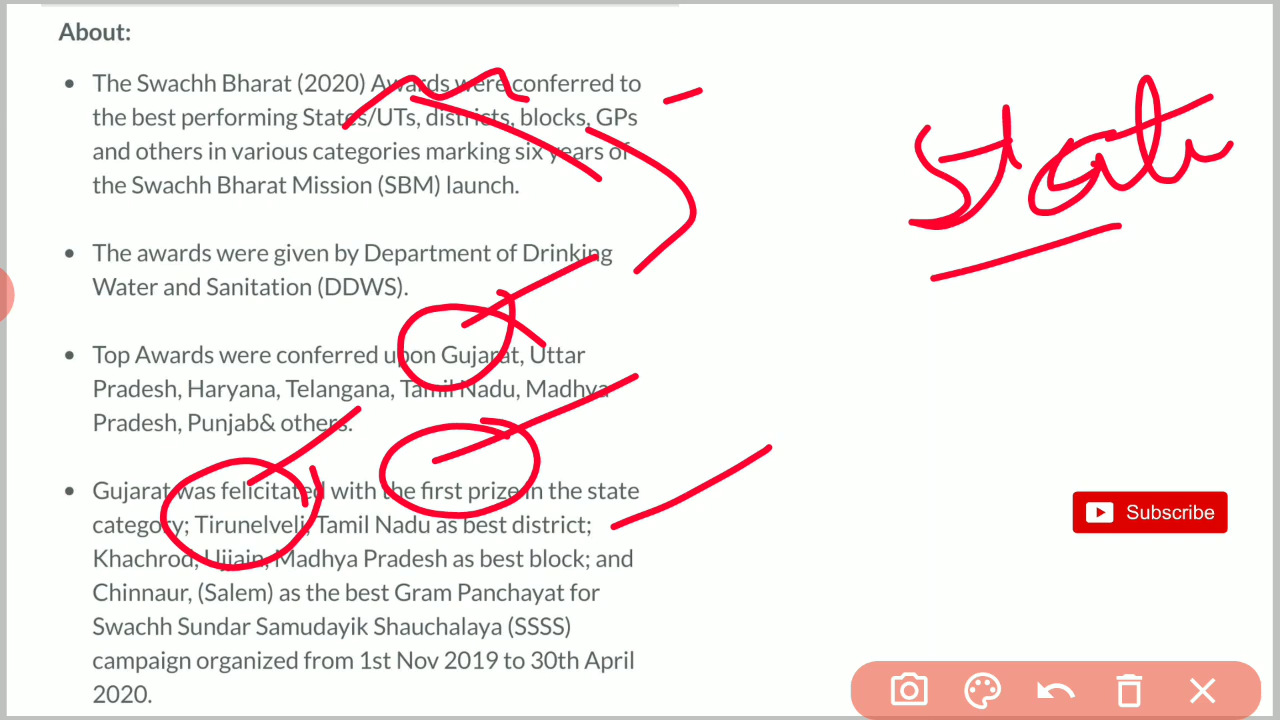 About:
The Swachh Bharat (2020) Awards were conferred to
the best performing States/UTs, districts, blocks, GPs
and others in various categories marking six years of
the Swachh Bharat Mission (SBM) launch.
The awards were given by Department of Drinking
Water and Sanitation (DDWS).
Top Awards were conferred upon Gujarat, Uttar
Pradesh, Haryana, Telangana, Tamil Nadu, Madhya
Pradesh, Punjab& others.
Gujarat was felicitated with the first prize in the state
category; Tirunelveli, Tamil Nadu as best district;
Khachrod, Ujjain, Madhya Pradesh as best block; and
Chinnaur, (Salem) as the best Gram Panchayat for
Swachh Sundar Samudayik Shauchalaya (SSSS)
campaign organized from 1st Nov 2019 to 30th April
2020.
State
Subscribe